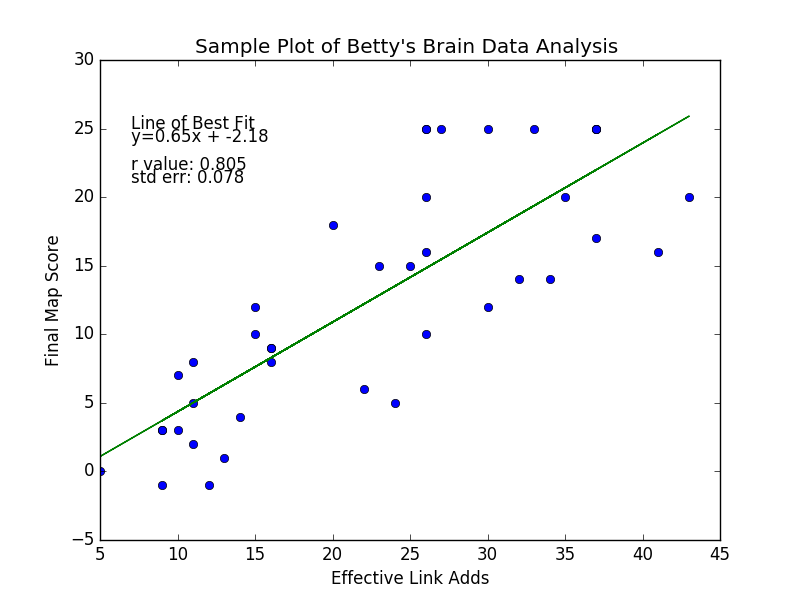 Sample Plot of Betty's Brain Data Analysis
30
25
20
15
10
5
0
−5
Line of Best Fit
y=0.65x + -2.18
r value: 0.805
std err: 0.078
Final Map Score
5 10 15 20 25 30 35 40 45
Effective Link Adds